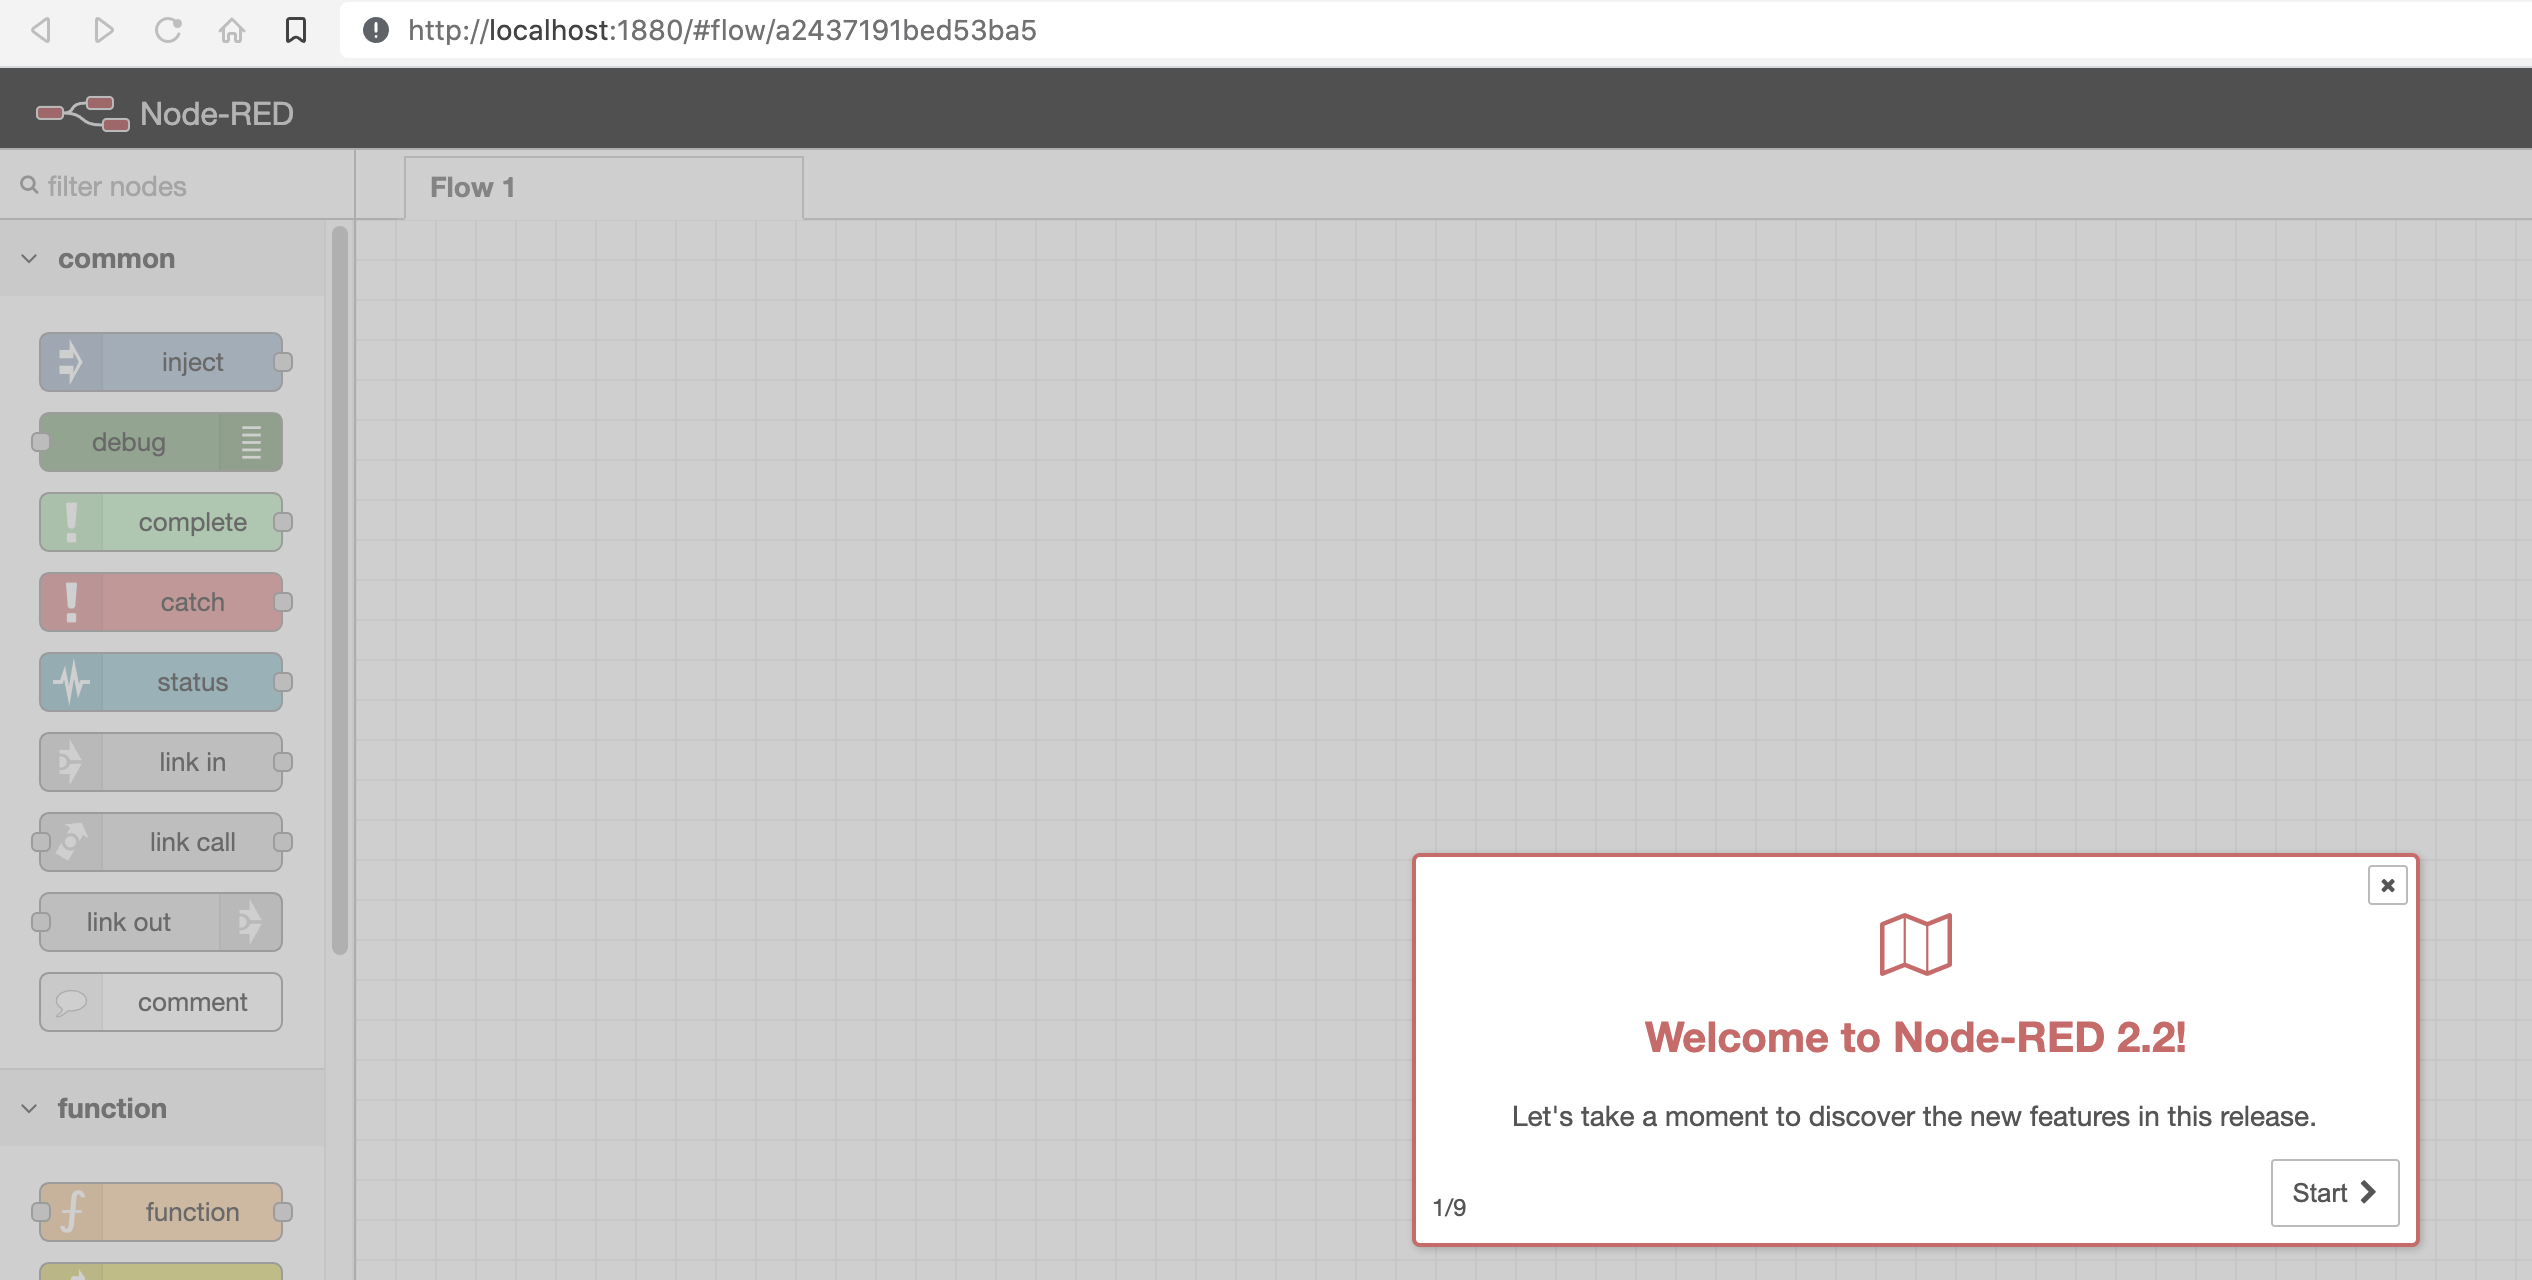 http://localhost:1880/#flow/a2437191bed53ba5
Node-RED
filter nodes
Flow 1
common
inject
debug
complete
catch
status
link in
link call
link out
comment
function
function
Welcome to Node-RED 2.2!
Let's take a moment to discover the new features in this release.
1/9
Start